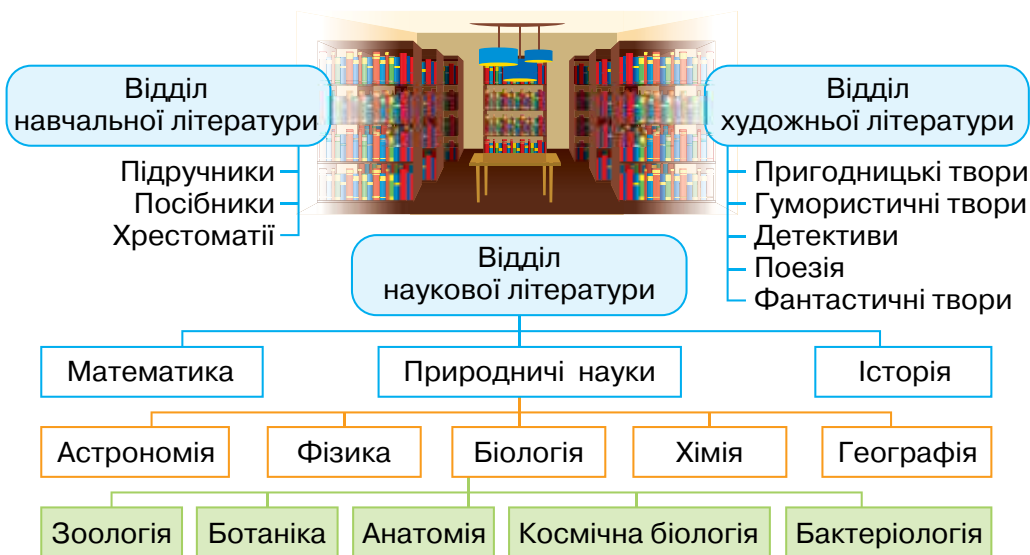 Відділ
навчальної літератури
Підручники
Посібники
Хрестоматії
Відділ
художньої літератури
Пригодницькі твори
Гумористичні твори
Детективи
Поезія
Фантастичні твори
Відділ
наукової літератури
Математика
Природничі науки
Історія
Астрономія
Фізика
Біологія
Хімія
Географія
Зоологія
Ботаніка
Анатомія
Космічна біологія
Бактеріологія